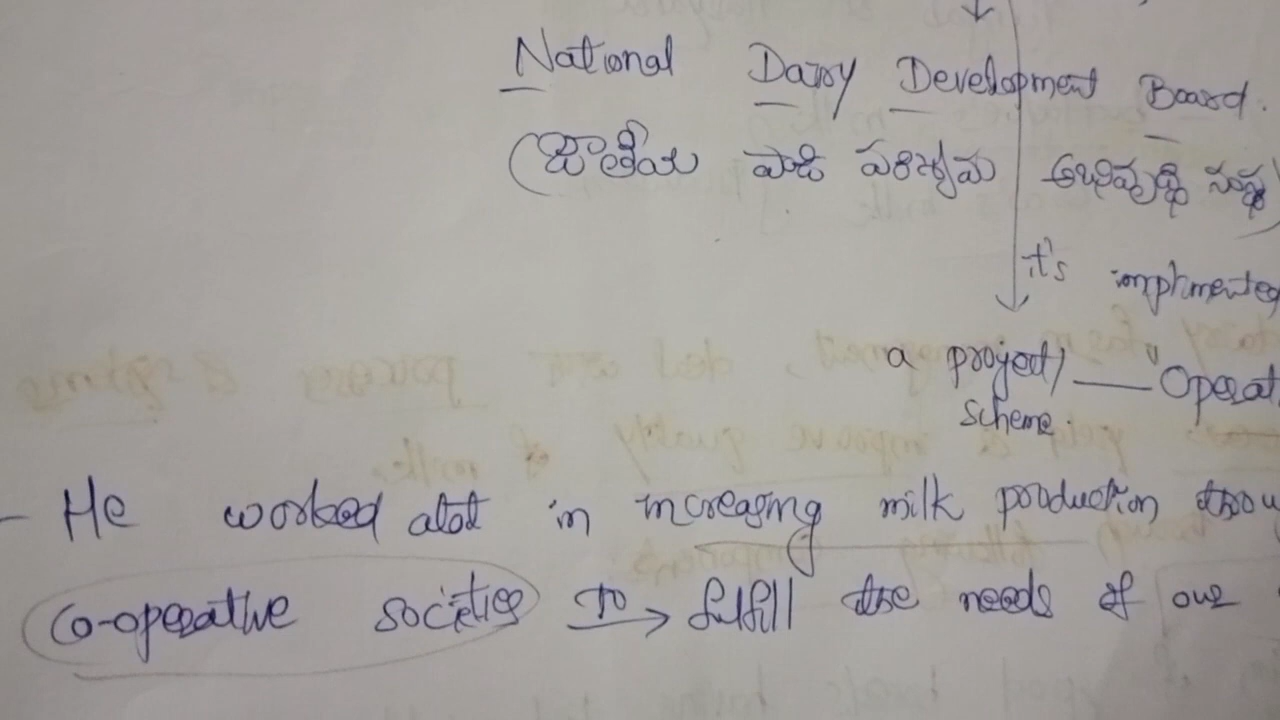 National Dairy Development Board.
(జాతీయ పాడి పరిశ్రమ అభివృద్ధి సంస్థ)
it's implmented
a project/ — "Operat
scheme.
- He worked alot in increasing milk production throu
Co-operative societies to → fulfill the needs of our